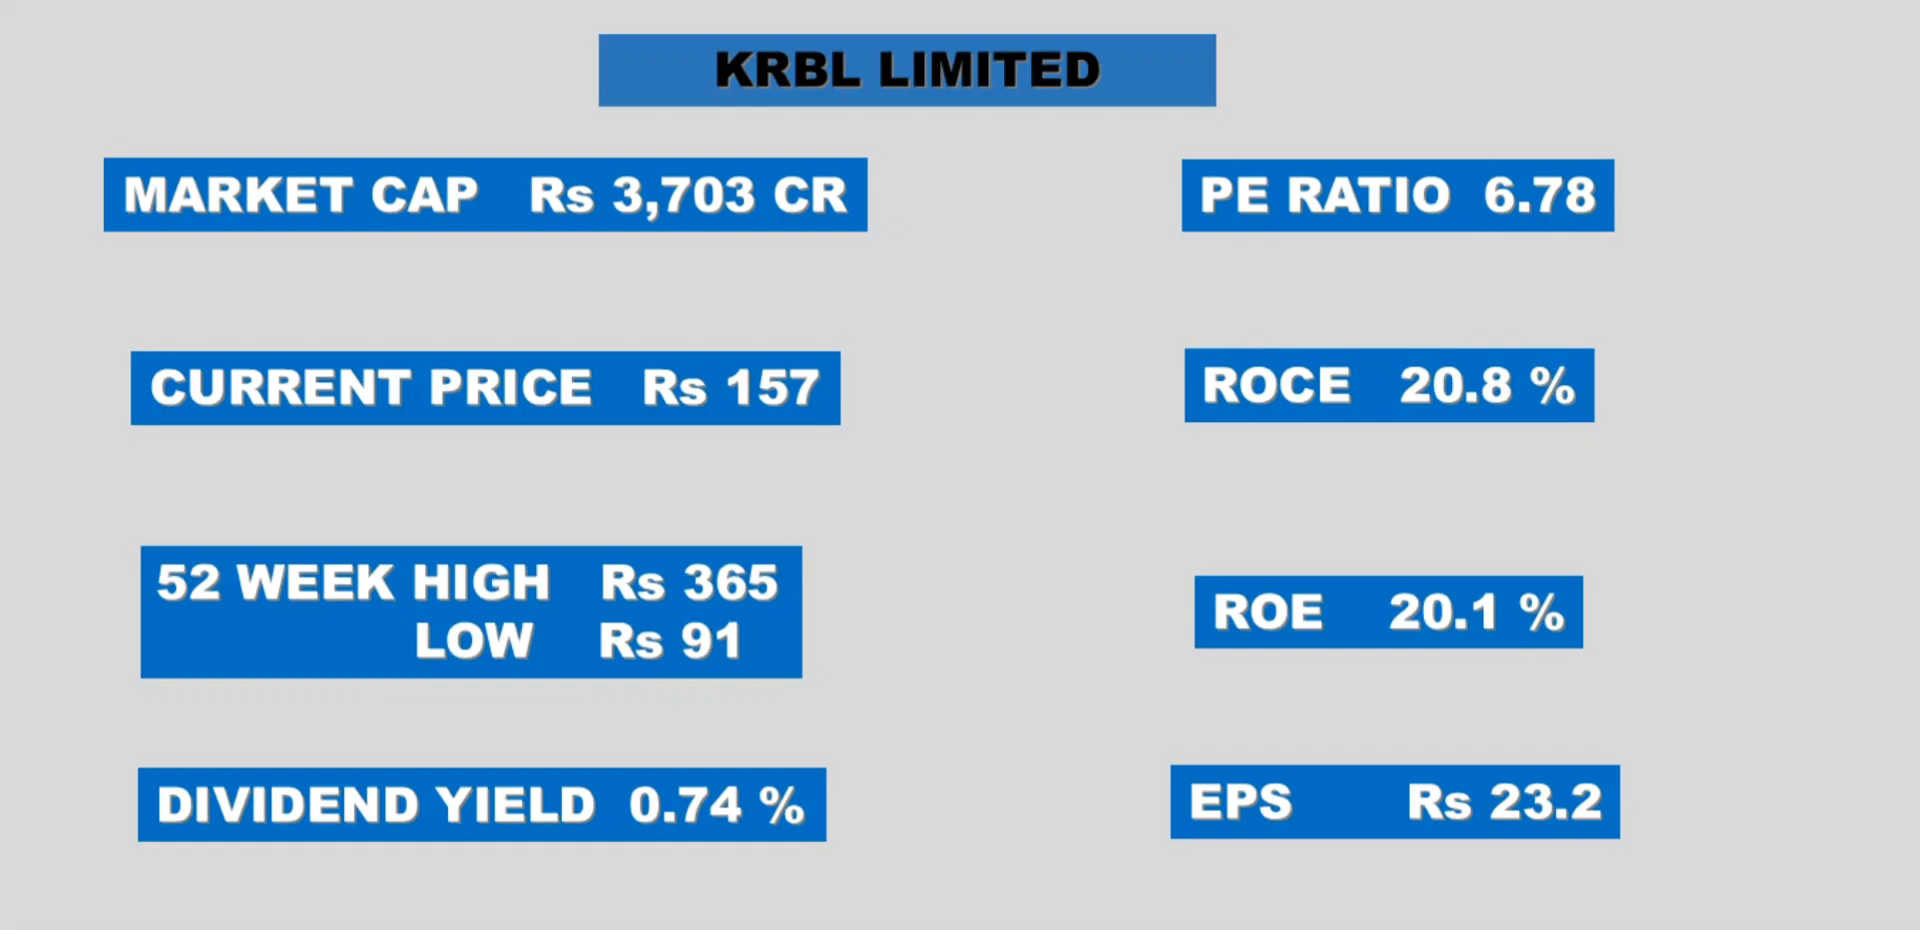 KRBL LIMITED
MARKET CAP Rs 3,703 CR
PE RATIO 6.78
CURRENT PRICE Rs 157
ROCE 20.8 %
52 WEEK HIGH Rs 365
LOW Rs 91
ROE 20.1 %
DIVIDEND YIELD 0.74 %
EPS Rs 23.2